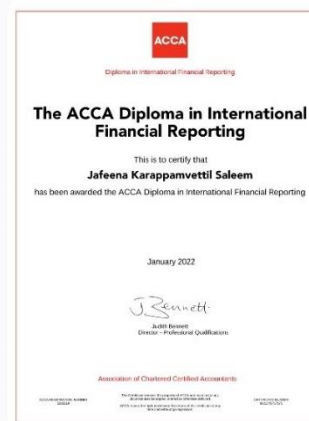 ACCA
Diploma in International Financial Reporting
The ACCA Diploma in International
Financial Reporting
This is to certify that
Jafeena Karappamvettil Saleem
has been awarded the ACCA Diploma in International Financial Reporting
January 2022
J Bennett
Judith Bennett
Director - Professional Qualifications
Association of Chartered Certified Accountants